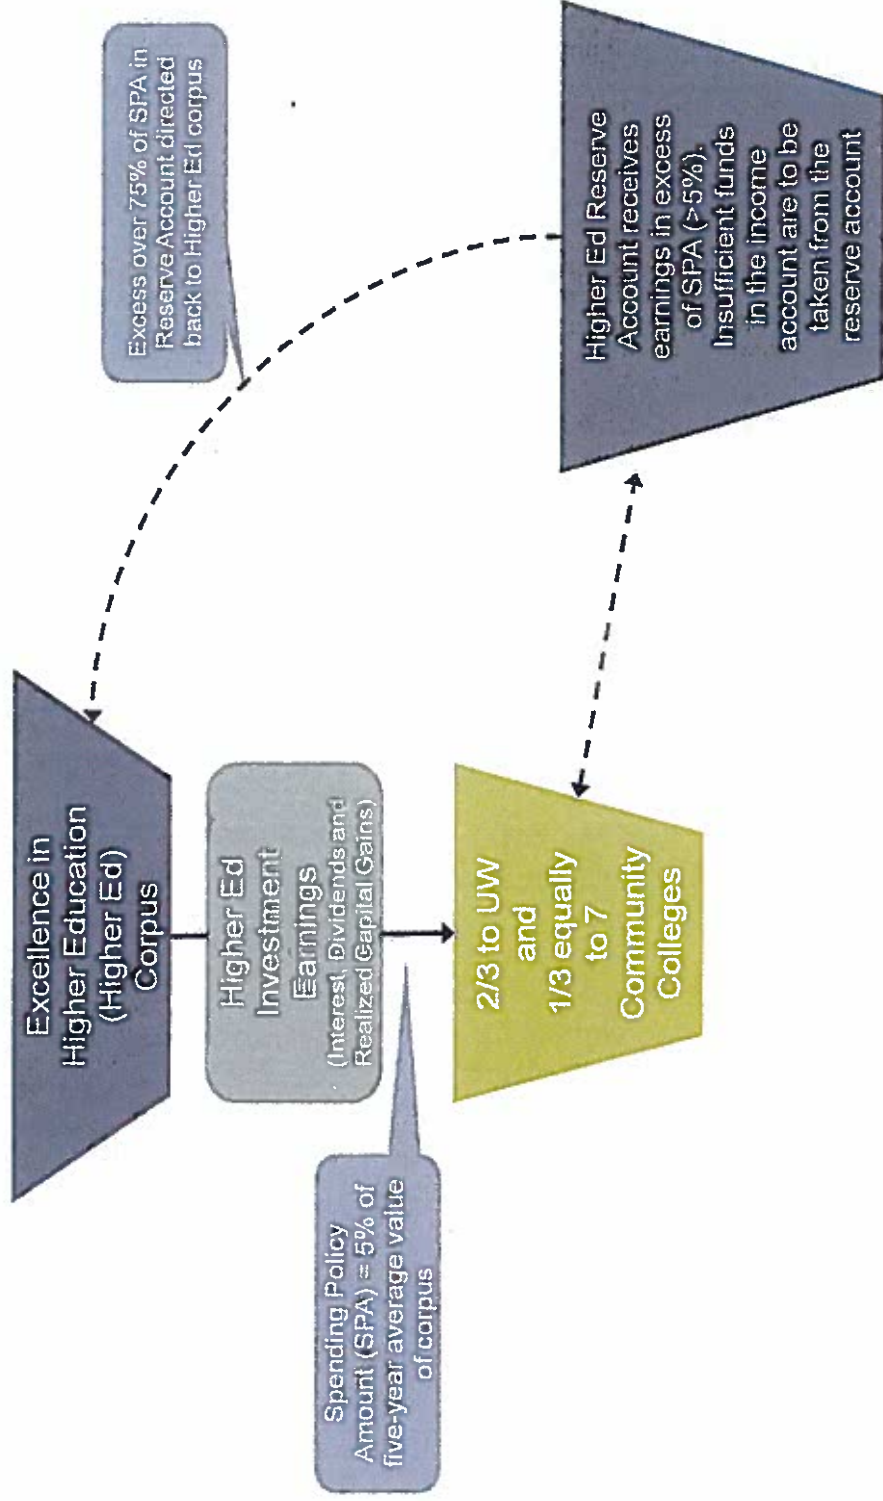 Excellence in
Higher Education
(Higher Ed)
Corpus
Higher Ed
Investment
Earnings
(Interest, Dividends and
Realized Capital Gains)
Spending Policy
Amount (SPA) = 5% of
five-year average value
of corpus
2/3 to UW
and
1/3 equally
to 7
Community
Colleges
Excess over 75% of SPA in
Reserve Account directed
back to Higher Ed corpus
Higher Ed Reserve
Account receives
earnings in excess
of SPA (>5%).
Insufficient funds
in the income
account are to be
taken from the
reserve account